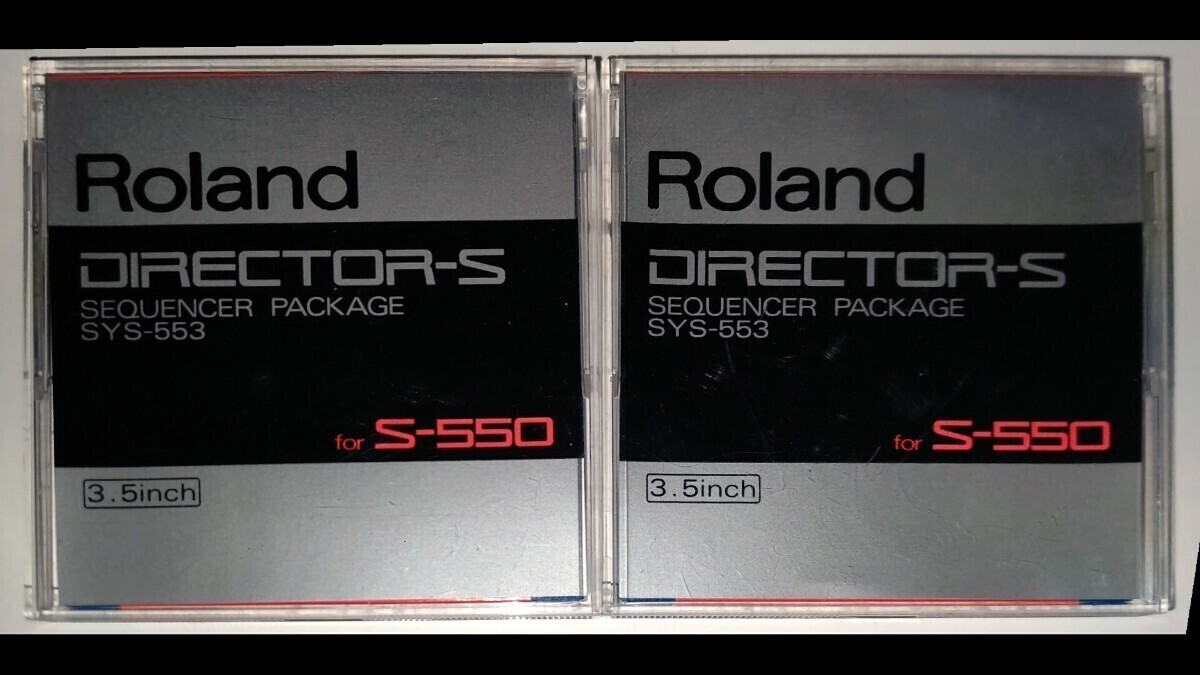 Roland
DIRECTOR-S
SEQUENCER PACKAGE
SYS-553
for S-550
3.5inch
Roland
DIRECTOR-S
SEQUENCER PACKAGE
SYS-553
for S-550
3.5inch